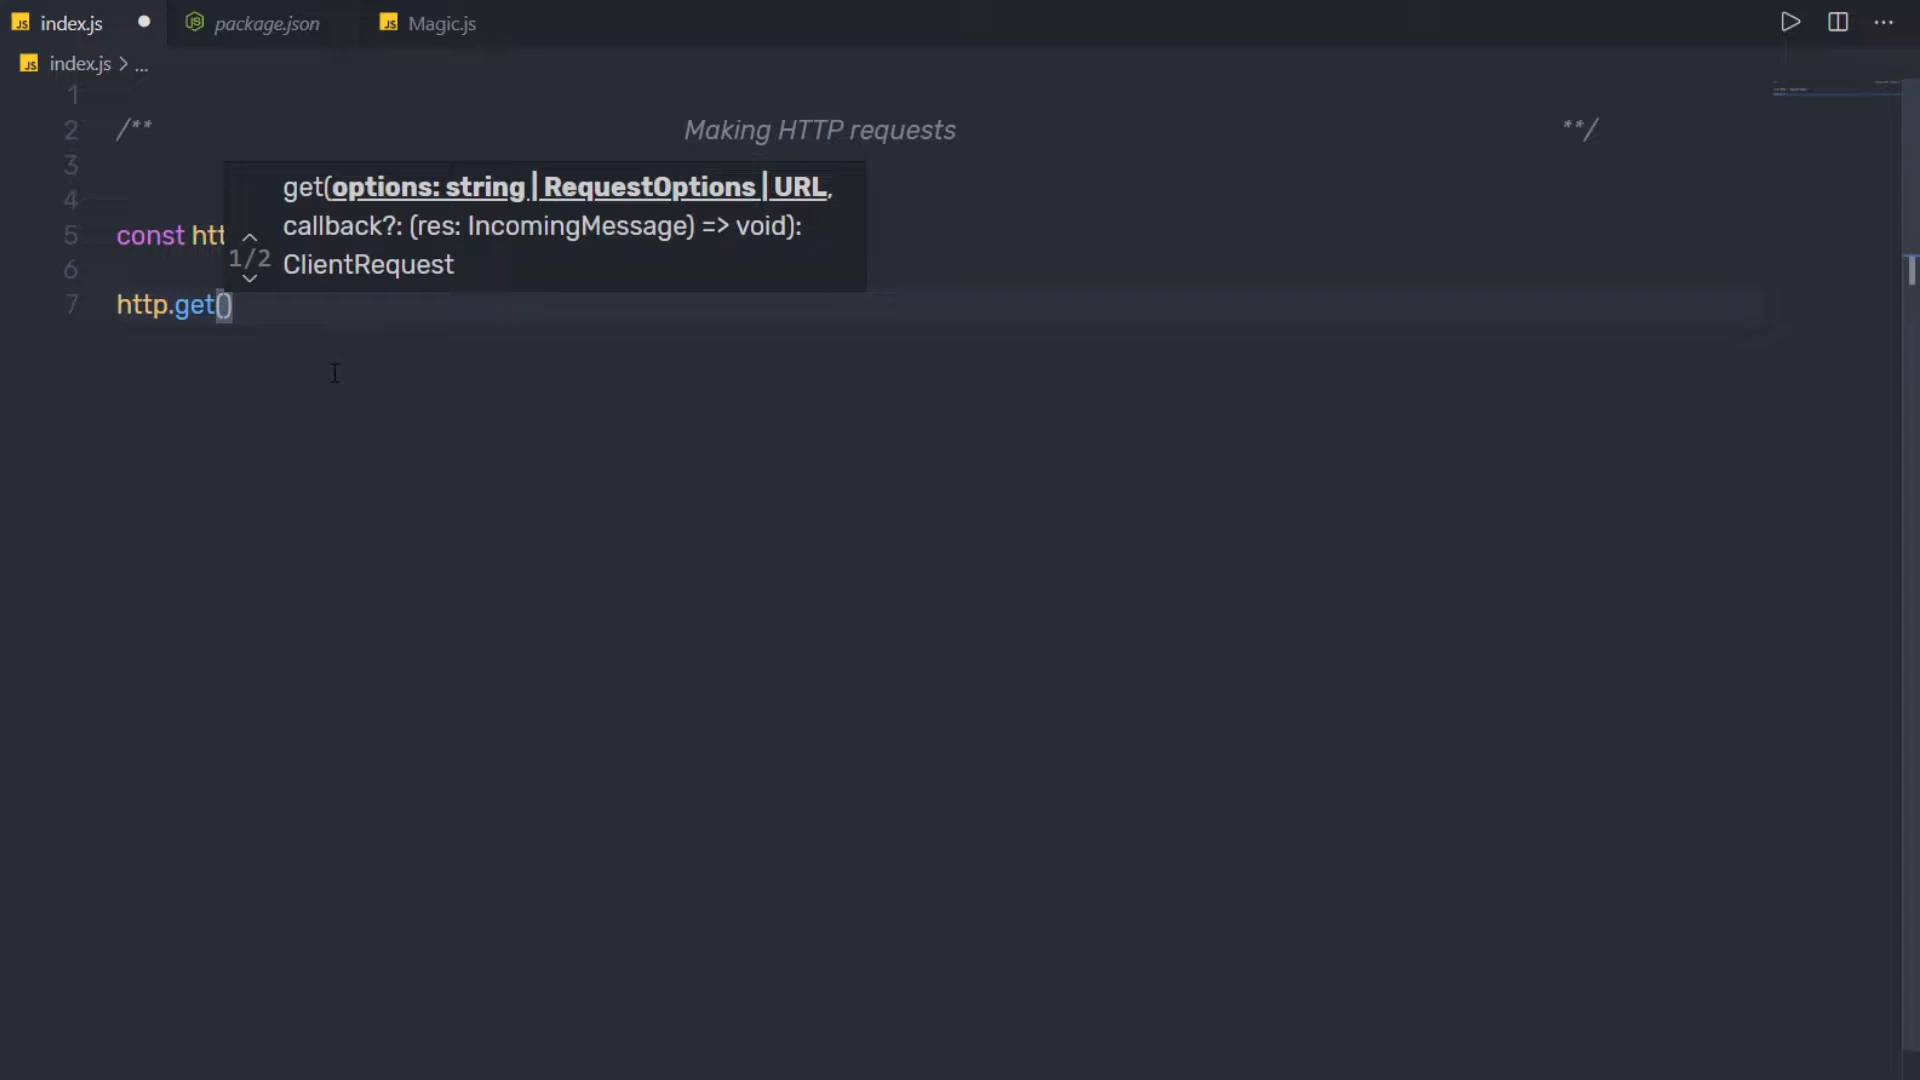 index.js
package.json
Magic.js
index.js > ...
1
2 /** Making HTTP requests **/
3
get(options: string | RequestOptions | URL,
4
callback?: (res: IncomingMessage) => void):
5 const htt
1/2
ClientRequest
6
7 http.get()